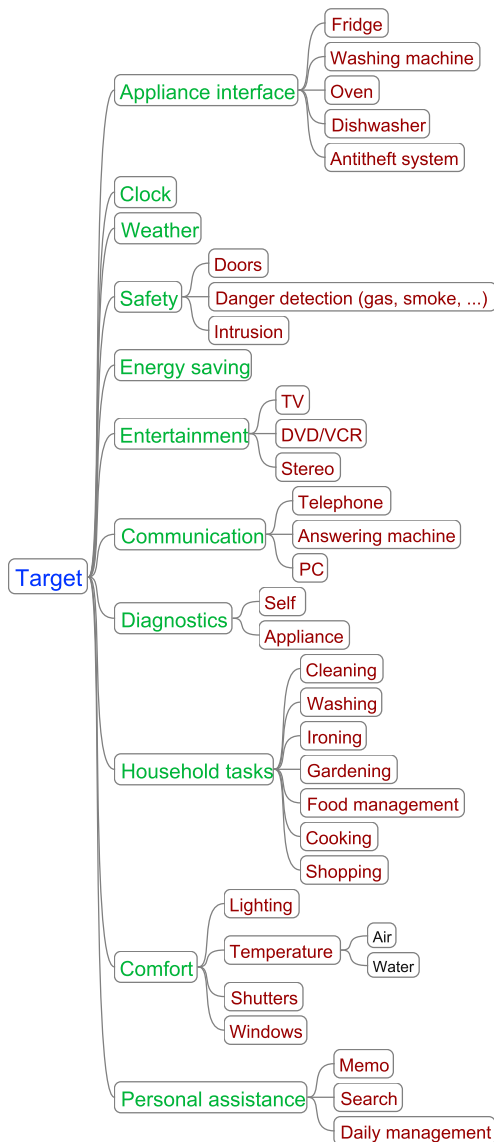 Target
Appliance interface
Fridge
Washing machine
Oven
Dishwasher
Antitheft system
Clock
Weather
Safety
Doors
Danger detection (gas, smoke, ...)
Intrusion
Energy saving
Entertainment
TV
DVD/VCR
Stereo
Communication
Telephone
Answering machine
PC
Diagnostics
Self
Appliance
Household tasks
Cleaning
Washing
Ironing
Gardening
Food management
Cooking
Shopping
Comfort
Lighting
Temperature
Air
Water
Shutters
Windows
Personal assistance
Memo
Search
Daily management